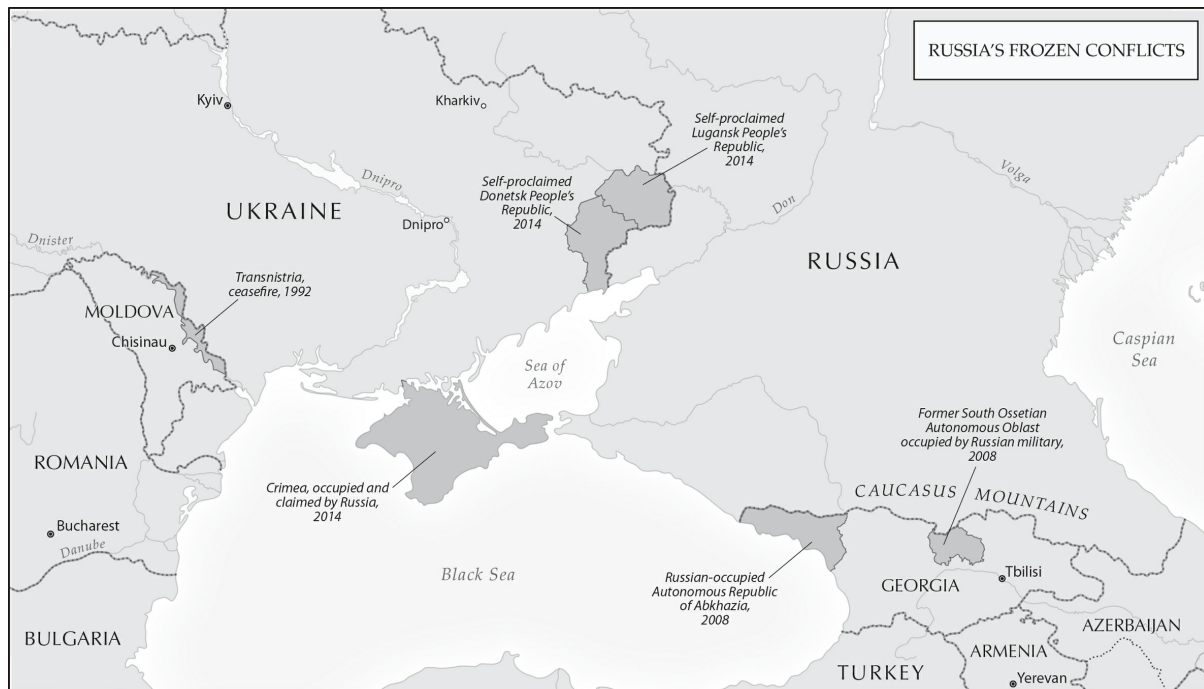 RUSSIA'S FROZEN CONFLICTS
Kyiv
Kharkiv
Self-proclaimed
Lugansk People's
Republic,
2014
Volga
Dnipro
Self-proclaimed
Donetsk People's
Republic,
2014
Don
UKRAINE
Dnipro
Dnister
RUSSIA
Transnistria,
ceasefire, 1992
MOLDOVA
Chisinau
Caspian
Sea
Sea of
Azov
Former South Ossetian
Autonomous Oblast
occupied by Russian military,
2008
ROMANIA
Crimea, occupied and
claimed by Russia,
2014
CAUCASUS MOUNTAINS
Bucharest
Danube
Black Sea
Russian-occupied
Autonomous Republic
of Abkhazia,
2008
GEORGIA
Tbilisi
BULGARIA
AZERBAIJAN
ARMENIA
TURKEY
Yerevan